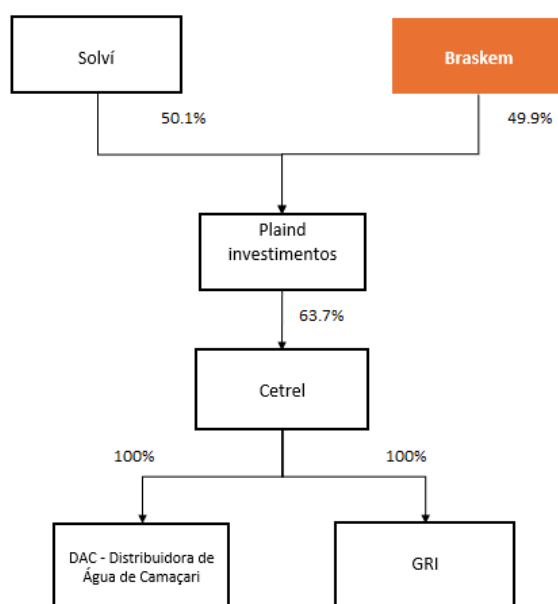 Solví
Braskem
50.1%
49.9%
Plaind
investimentos
63.7%
Cetrel
100%
100%
DAC - Distribuidora de
Água de Camaçari
GRI